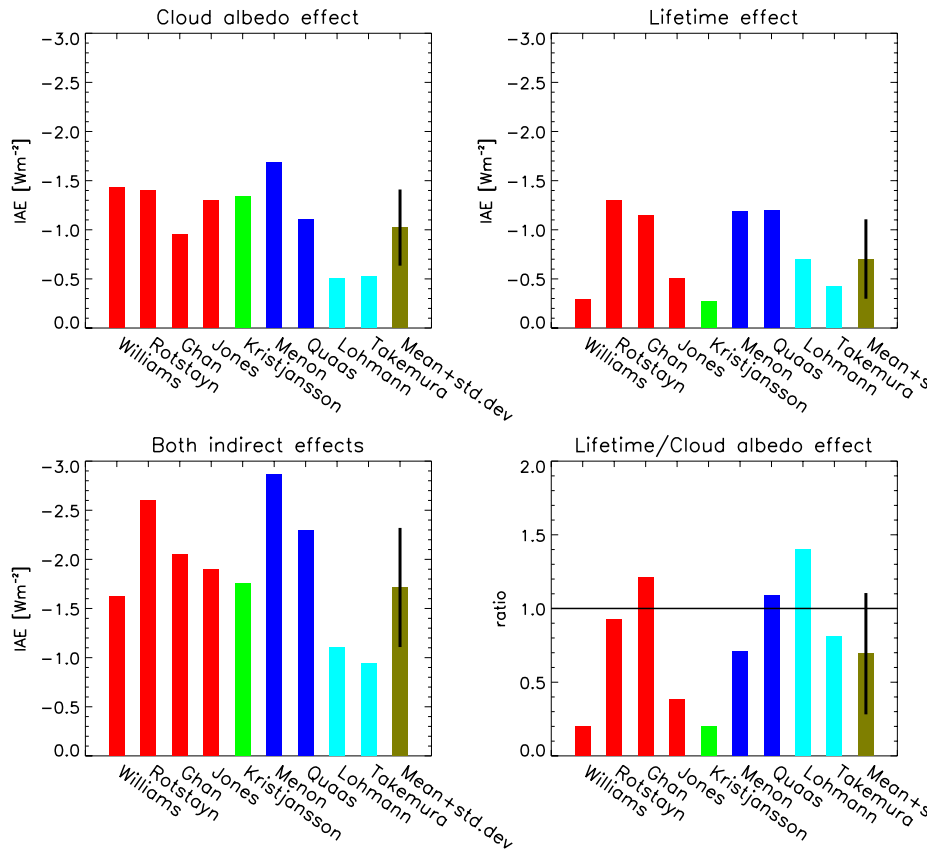 Cloud albedo effect
IAE [Wm⁻²]
-3.0
-2.5
-2.0
-1.5
-1.0
-0.5
0.0
Williams
Rotstayn
Ghan
Jones
Kristjansson
Menon
Quaas
Lohmann
Takemura
Mean+std.dev
Lifetime effect
IAE [Wm⁻²]
-3.0
-2.5
-2.0
-1.5
-1.0
-0.5
0.0
Williams
Rotstayn
Ghan
Jones
Kristjansson
Menon
Quaas
Lohmann
Takemura
Mean+s
Both indirect effects
IAE [Wm⁻²]
-3.0
-2.5
-2.0
-1.5
-1.0
-0.5
0.0
Williams
Rotstayn
Ghan
Jones
Kristjansson
Menon
Quaas
Lohmann
Takemura
Mean+std.dev
Lifetime/Cloud albedo effect
ratio
2.0
1.5
1.0
0.5
0.0
Williams
Rotstayn
Ghan
Jones
Kristjansson
Menon
Quaas
Lohmann
Takemura
Mean+s